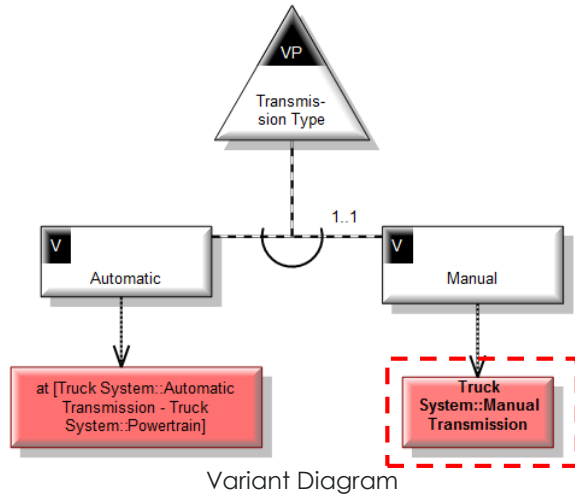 VP
Transmis-
sion Type
1..1
V
Automatic
V
Manual
at [Truck System::Automatic
Transmission - Truck
System::Powertrain]
Truck
System::Manual
Transmission
Variant Diagram